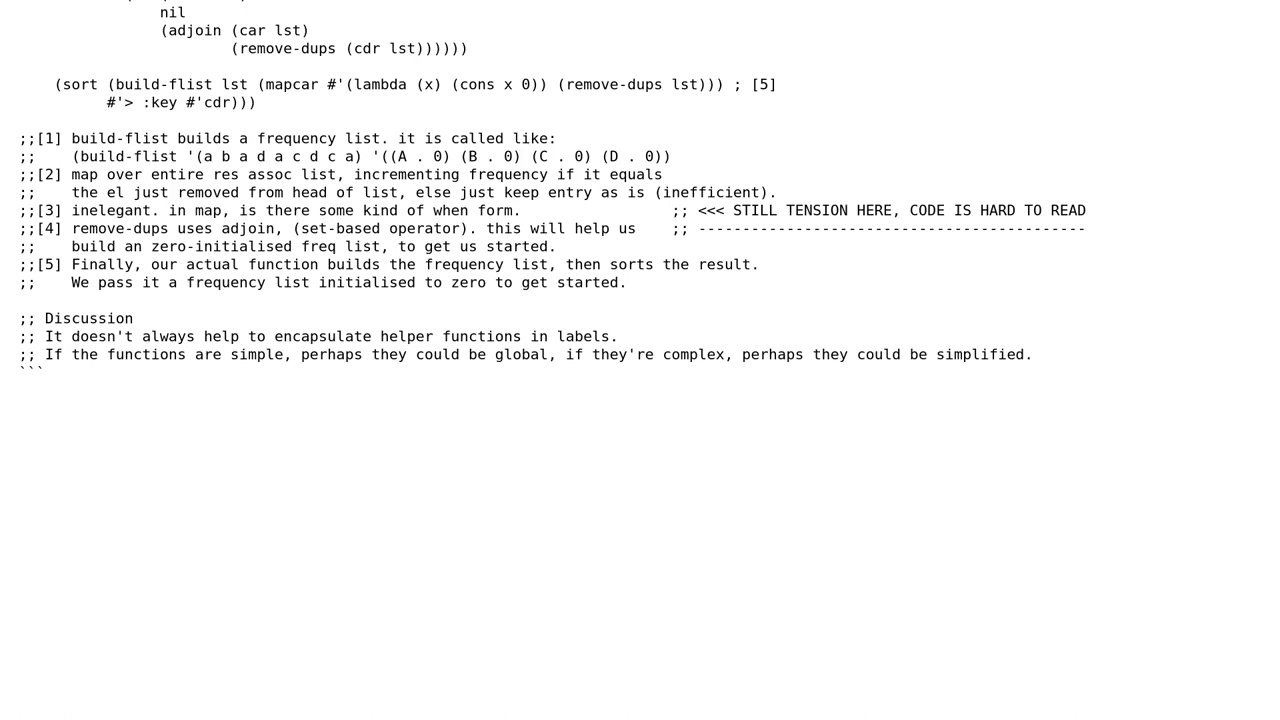 nil
(adjoin (car lst)
(remove-dups (cdr lst))))))
(sort (build-flist lst (mapcar #'(lambda (x) (cons x 0)) (remove-dups lst))) ; [5]
#'> :key #'cdr)))
;;[1] build-flist builds a frequency list. it is called like:
;;    (build-flist '(a b a d a c d c a) '((A . 0) (B . 0) (C . 0) (D . 0))
;;[2] map over entire res assoc list, incrementing frequency if it equals
;;    the el just removed from head of list, else just keep entry as is (inefficient).
;;[3] inelegant. in map, is there some kind of when form.                 ;; <<< STILL TENSION HERE, CODE IS HARD TO READ
;;[4] remove-dups uses adjoin, (set-based operator). this will help us    ;; --------------------------------------------
;;    build an zero-initialised freq list, to get us started.
;;[5] Finally, our actual function builds the frequency list, then sorts the result.
;;    We pass it a frequency list initialised to zero to get started.
;; Discussion
;; It doesn't always help to encapsulate helper functions in labels.
;; If the functions are simple, perhaps they could be global, if they're complex, perhaps they could be simplified.
```